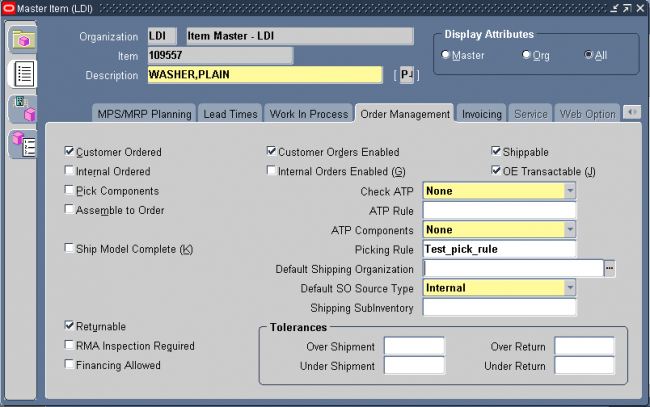 Master Item (LDI)
Organization LDI Item Master - LDI
Item 109557
Description WASHER,PLAIN [ P ]
Display Attributes
Master Org All
MPS/MRP Planning Lead Times Work In Process Order Management Invoicing Service Web Option
Customer Ordered Customer Orders Enabled Shippable
Internal Ordered Internal Orders Enabled (G) OE Transactable (J)
Pick Components Check ATP None
Assemble to Order ATP Rule
ATP Components None
Ship Model Complete (K) Picking Rule Test_pick_rule
Default Shipping Organization ...
Default SO Source Type Internal
Shipping SubInventory
Returnable Tolerances
RMA Inspection Required Over Shipment Over Return
Financing Allowed Under Shipment Under Return